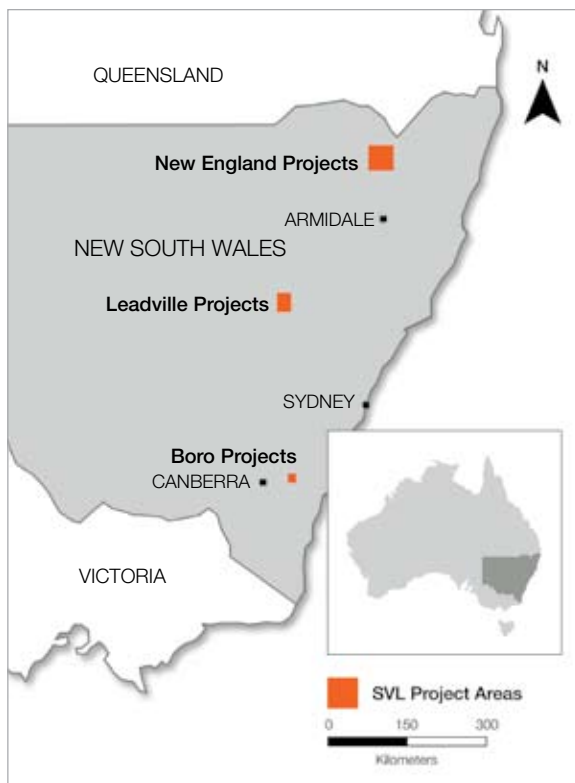 QUEENSLAND
N
New England Projects
ARMIDALE
NEW SOUTH WALES
Leadville Projects
SYDNEY
Boro Projects
CANBERRA
VICTORIA
SVL Project Areas
0 150 300
Kilometers